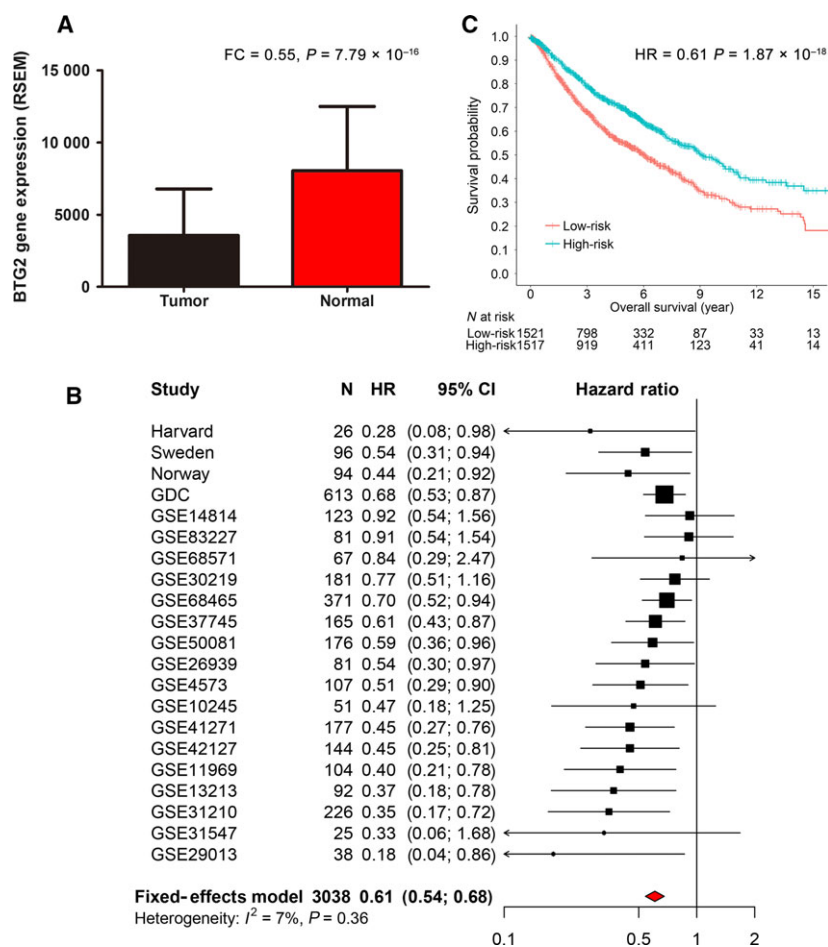 A
FC = 0.55, P = 7.79 × 10⁻¹⁶
BTG2 gene expression (RSEM)
15 000
10 000
5000
0
Tumor Normal
C
HR = 0.61 P = 1.87 × 10⁻¹⁸
Survival probability
1.0
0.9
0.8
0.7
0.6
0.5
0.4
0.3
0.2
0.1
0.0
Low-risk
High-risk
0 3 6 9 12 15
Overall survival (year)
N at risk
Low-risk 1521 798 332 87 33 13
High-risk 1517 919 411 123 41 14
B
Study N HR 95% CI Hazard ratio
Harvard 26 0.28 (0.08; 0.98)
Sweden 96 0.54 (0.31; 0.94)
Norway 94 0.44 (0.21; 0.92)
GDC 613 0.68 (0.53; 0.87)
GSE14814 123 0.92 (0.54; 1.56)
GSE83227 81 0.91 (0.54; 1.54)
GSE68571 67 0.84 (0.29; 2.47)
GSE30219 181 0.77 (0.51; 1.16)
GSE68465 371 0.70 (0.52; 0.94)
GSE37745 165 0.61 (0.43; 0.87)
GSE50081 176 0.59 (0.36; 0.96)
GSE26939 81 0.54 (0.30; 0.97)
GSE4573 107 0.51 (0.29; 0.90)
GSE10245 51 0.47 (0.18; 1.25)
GSE41271 177 0.45 (0.27; 0.76)
GSE42127 144 0.45 (0.25; 0.81)
GSE11969 104 0.40 (0.21; 0.78)
GSE13213 92 0.37 (0.18; 0.78)
GSE31210 226 0.35 (0.17; 0.72)
GSE31547 25 0.33 (0.06; 1.68)
GSE29013 38 0.18 (0.04; 0.86)
Fixed-effects model 3038 0.61 (0.54; 0.68)
Heterogeneity: I² = 7%, P = 0.36
0.1 0.5 1 2